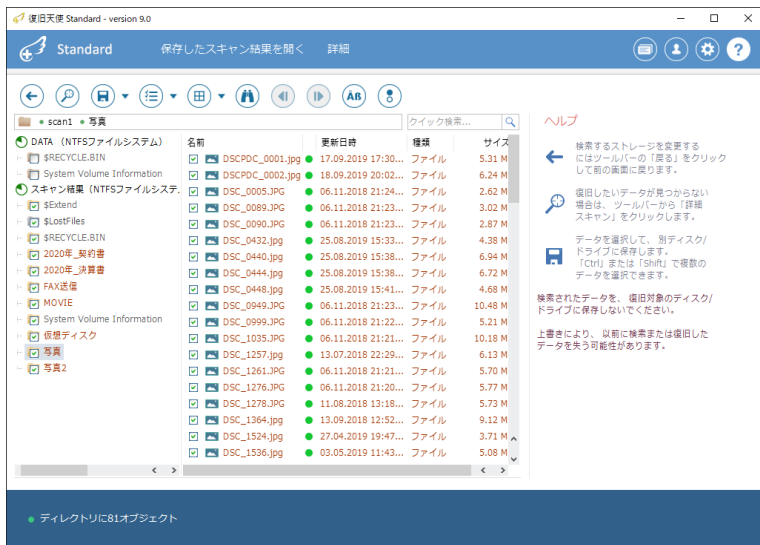 復旧天使 Standard - version 9.0
Standard 保存したスキャン結果を開く 詳細
scan1 写真 クイック検索...
DATA （NTFSファイルシステム）
$RECYCLE.BIN
System Volume Information
スキャン結果（NTFSファイルシステ.
$Extend
$LostFiles
$RECYCLE.BIN
2020年_契約書
2020年_決算書
FAX送信
MOVIE
System Volume Information
仮想ディスク
写真
写真2
名前 更新日時 種類 サイズ
DSCPDC_0001.jpg 17.09.2019 17:30... ファイル 5.31 M
DSCPDC_0002.jpg 18.09.2019 20:02... ファイル 6.24 M
DSC_0005.JPG 06.11.2018 21:24... ファイル 2.62 M
DSC_0089.JPG 06.11.2018 21:23... ファイル 3.02 M
DSC_0090.JPG 06.11.2018 21:23... ファイル 2.87 M
DSC_0432.jpg 25.08.2019 15:33... ファイル 4.38 M
DSC_0440.jpg 25.08.2019 15:38... ファイル 6.94 M
DSC_0444.jpg 25.08.2019 15:38... ファイル 6.72 M
DSC_0448.jpg 25.08.2019 15:41... ファイル 4.68 M
DSC_0949.JPG 06.11.2018 21:23... ファイル 10.48 M
DSC_0999.JPG 06.11.2018 21:22... ファイル 5.21 M
DSC_1035.JPG 06.11.2018 21:21... ファイル 10.18 M
DSC_1257.jpg 13.07.2018 22:29... ファイル 6.13 M
DSC_1261.JPG 06.11.2018 21:21... ファイル 5.70 M
DSC_1276.JPG 06.11.2018 21:20... ファイル 5.77 M
DSC_1278.JPG 11.08.2018 13:18... ファイル 5.73 M
DSC_1364.jpg 13.09.2018 12:52... ファイル 9.12 M
DSC_1524.jpg 27.04.2019 19:47... ファイル 3.71 M
DSC_1536.jpg 03.05.2019 11:43... ファイル 5.08 M
ヘルプ
検索するストレージを変更する
にはツールバーの「戻る」をクリック
して前の画面に戻ります。
復旧したいデータが見つからない
場合は、 ツールバーから「詳細
スキャン」をクリックします。
データを選択して、 別ディスク/
ドライブに保存します。
「Ctrl」または「Shift」で複数の
データを選択できます。
検索されたデータを、 復旧対象のディスク/
ドライブに保存しないでください。
上書きにより、 以前に検索または復旧した
データを失う可能性があります。
ディレクトリに81オブジェクト